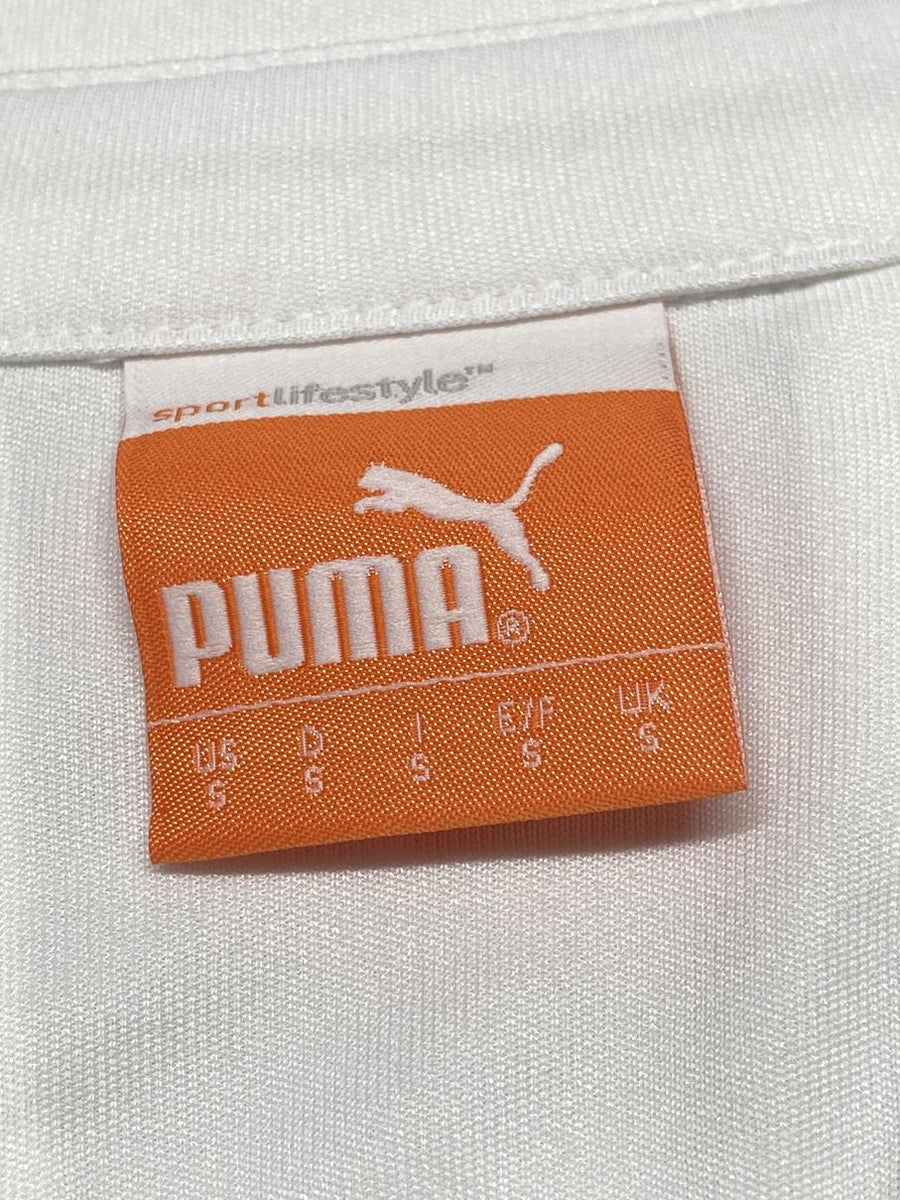 sportlifestyle™
PUMA®
US D I E/F UK
S S S S S